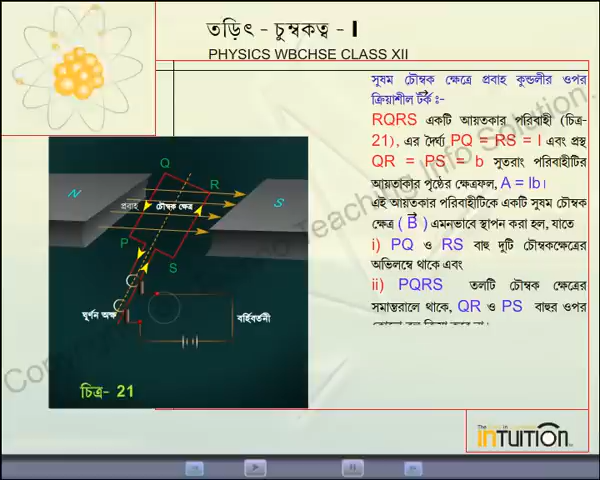 তড়িৎ - চুম্বকত্ব - I
PHYSICS WBCHSE CLASS XII
সুষম চৌম্বক ক্ষেত্রে প্রবাহ কুন্ডলীর ওপর
ক্রিয়াশীল টর্ক ঃ-
RQRS একটি আয়তকার পরিবাহী (চিত্র-
21), এর দৈর্ঘ্য PQ = RS = l এবং প্রস্থ
QR = PS = b সুতরাং পরিবাহীটির
আয়তাকার পৃষ্ঠের ক্ষেত্রফল, A = lb।
এই আয়তকার পরিবাহীটিকে একটি সুষম চৌম্বক
ক্ষেত্র ( B⃗ ) এমনভাবে স্থাপন করা হল, যাতে
i) PQ ও RS বাহু দুটি চৌম্বকক্ষেত্রের
অভিলম্বে থাকে এবং
ii) PQRS তলটি চৌম্বক ক্ষেত্রের
সমান্তরালে থাকে, QR ও PS বাহুর ওপর
N
Q
R
S
প্রবাহ
চৌম্বক ক্ষেত্র
P
S
ঘূর্ণন অক্ষ
বর্হিবর্তনী
চিত্র- 21
The
INTUITION